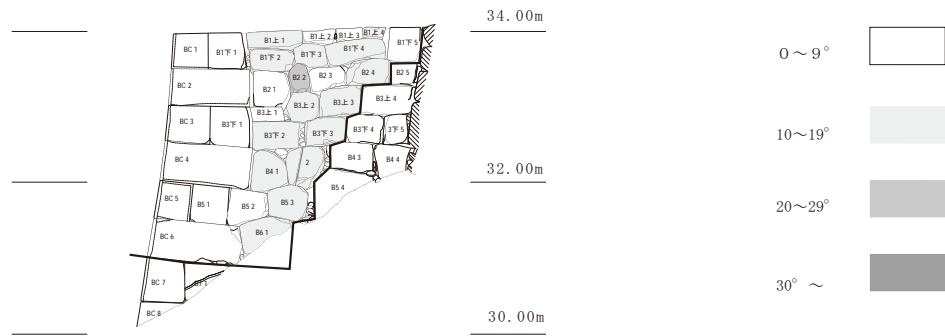 34.00m
BC 1
B1下 1
B1上 1
B1上 2
B1上 3
B1上 4
B1下 2
B1下 3
B1下 4
B1下 5
BC 2
B2 1
B2 2
B2 3
B2 4
B2 5
BC 3
B3下 1
B3上 1
B3上 2
B3上 3
B3上 4
B3下 2
B3下 3
B3下 4
3下 5
BC 4
B4 1
2
B4 3
B4 4
32.00m
BC 5
B5 1
B5 2
B5 3
B5 4
BC 6
B6 1
BC 7
B7 1
BC 8
30.00m
0～9°
10～19°
20～29°
30° ～